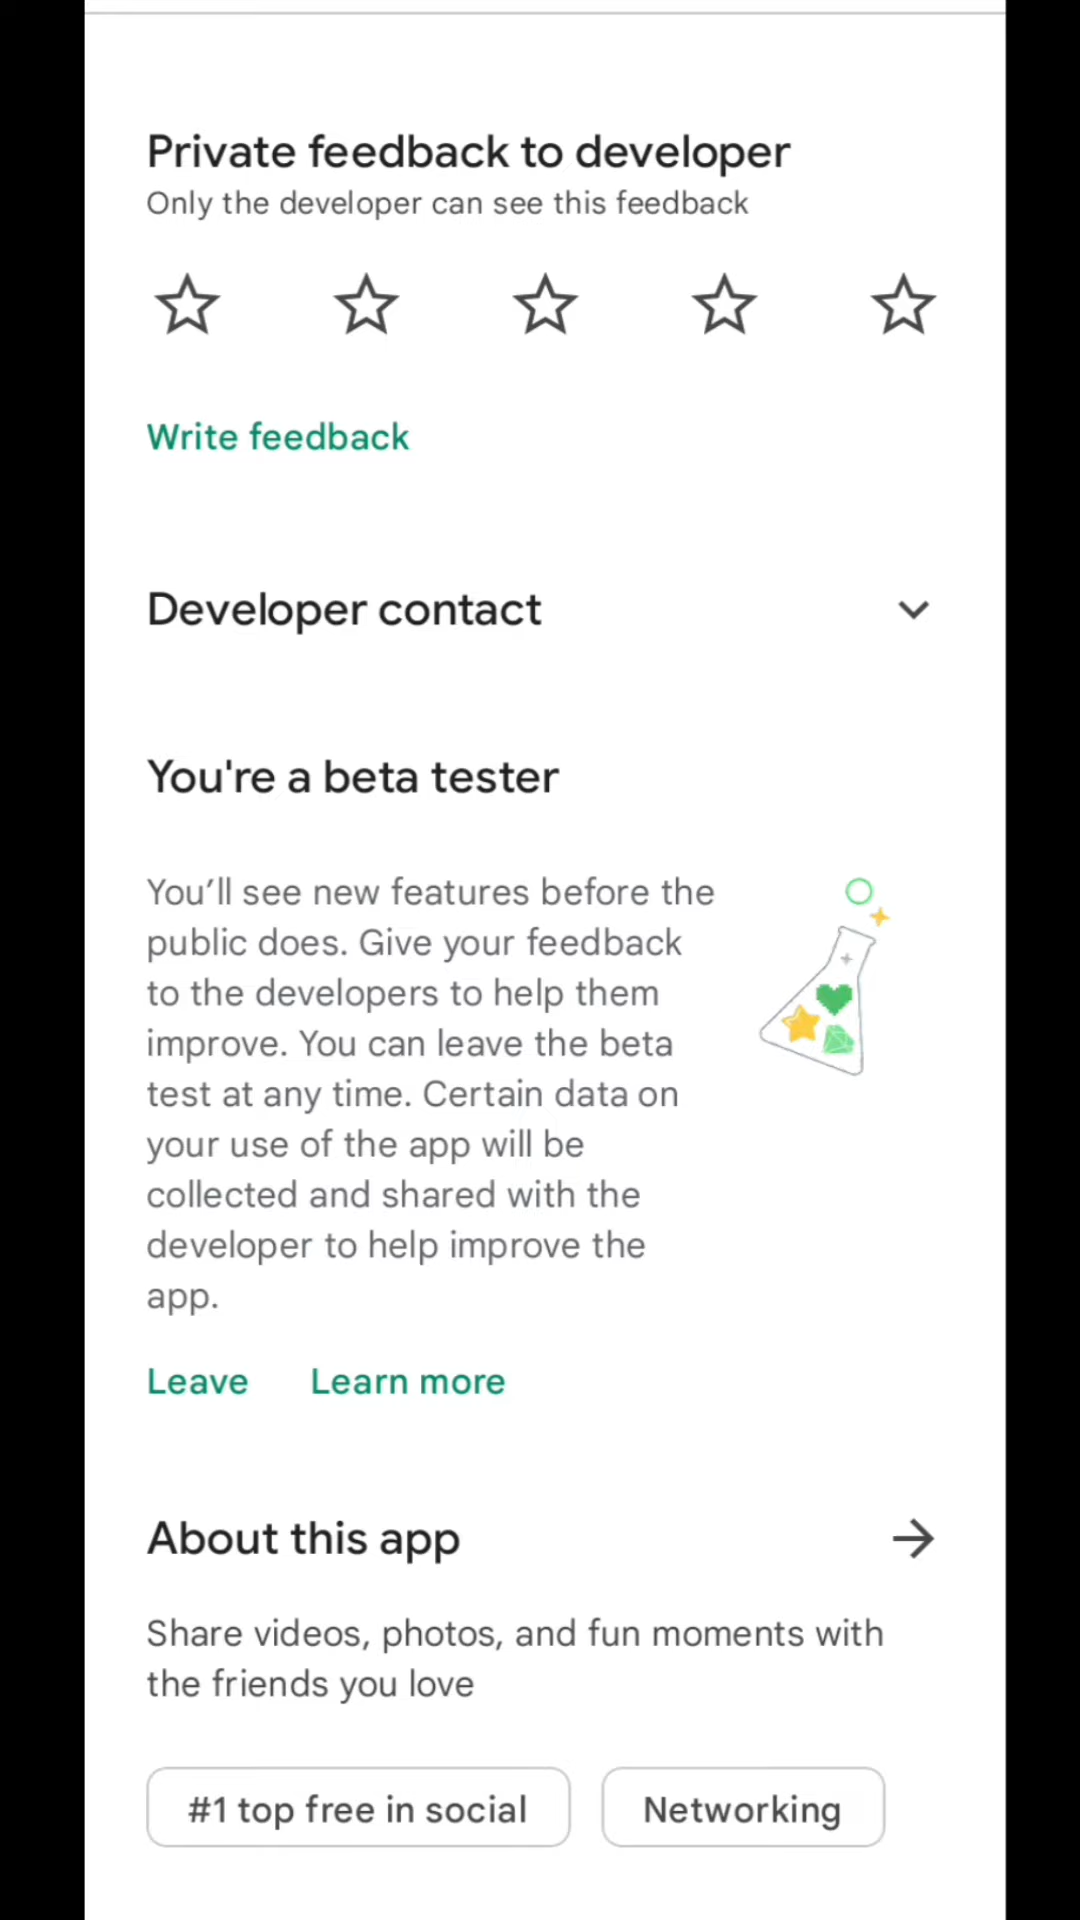 Private feedback to developer
Only the developer can see this feedback
Write feedback
Developer contact
You're a beta tester
You’ll see new features before the
public does. Give your feedback
to the developers to help them
improve. You can leave the beta
test at any time. Certain data on
your use of the app will be
collected and shared with the
developer to help improve the
app.
Leave Learn more
About this app
Share videos, photos, and fun moments with
the friends you love
#1 top free in social Networking